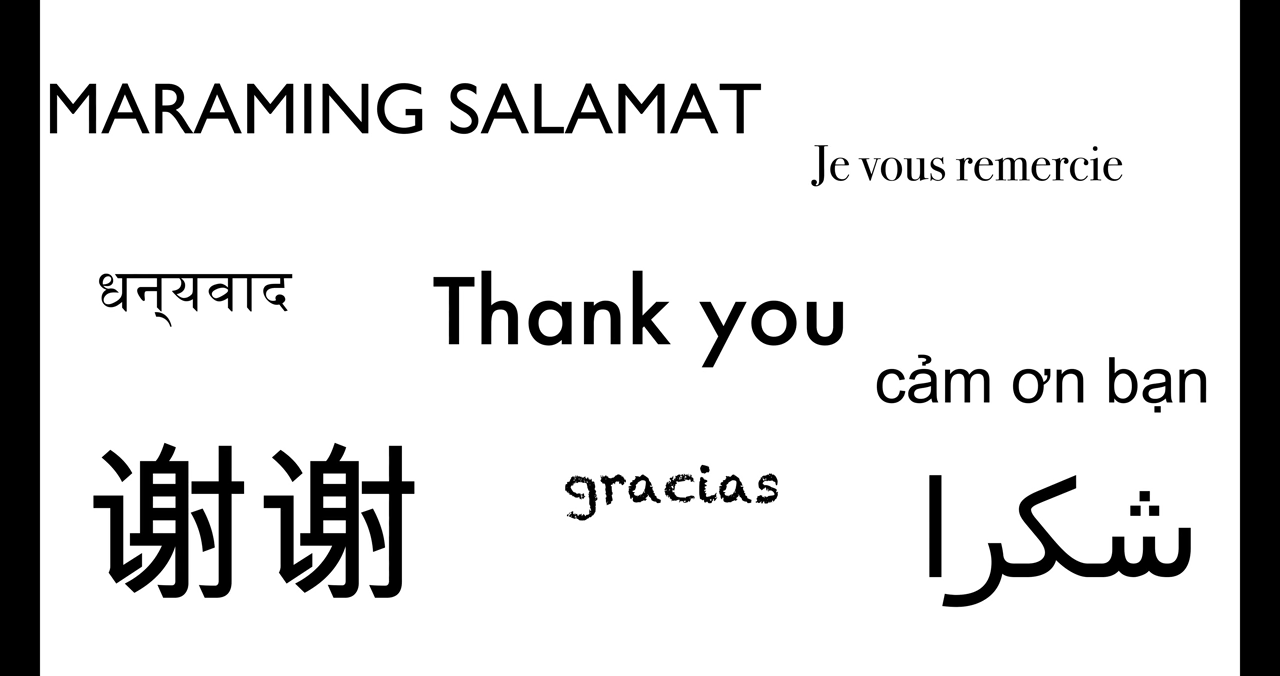 MARAMING SALAMAT
Je vous remercie
धन्‌यवाद
Thank you
cảm ơn bạn
谢谢
gracias
شكرا